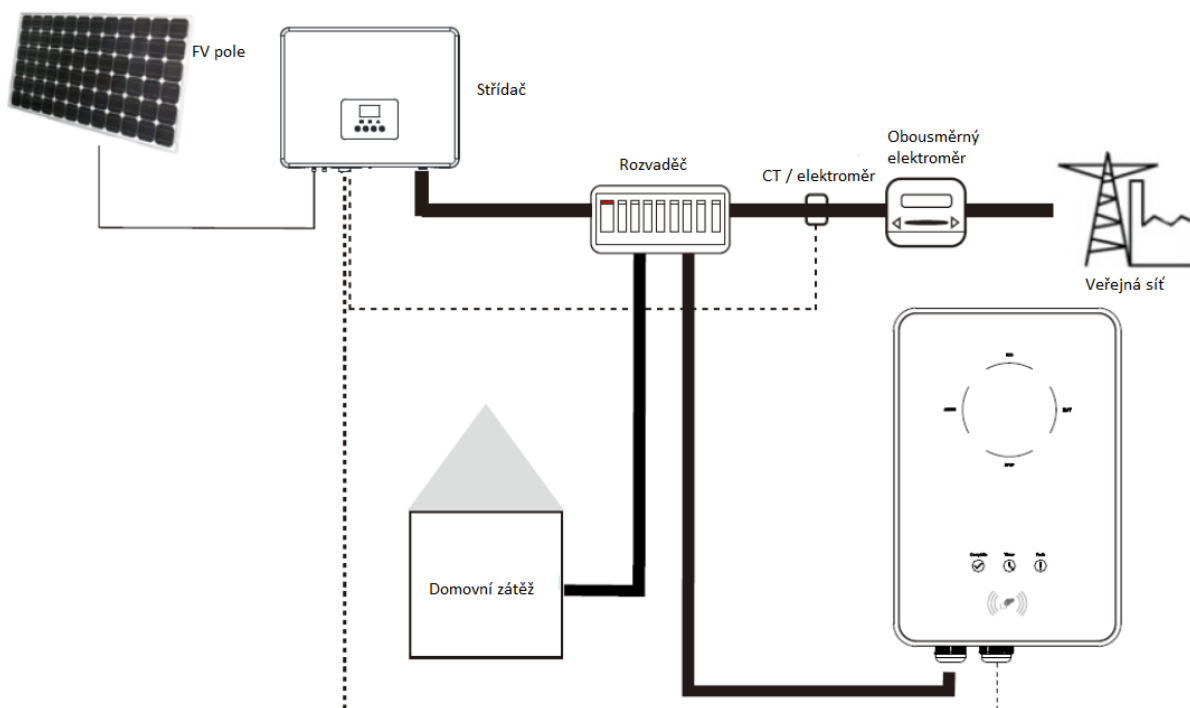 FV pole
Střídač
Rozvaděč
CT / elektroměr
Obousměrný
elektroměr
Veřejná síť
Domovní zátěž